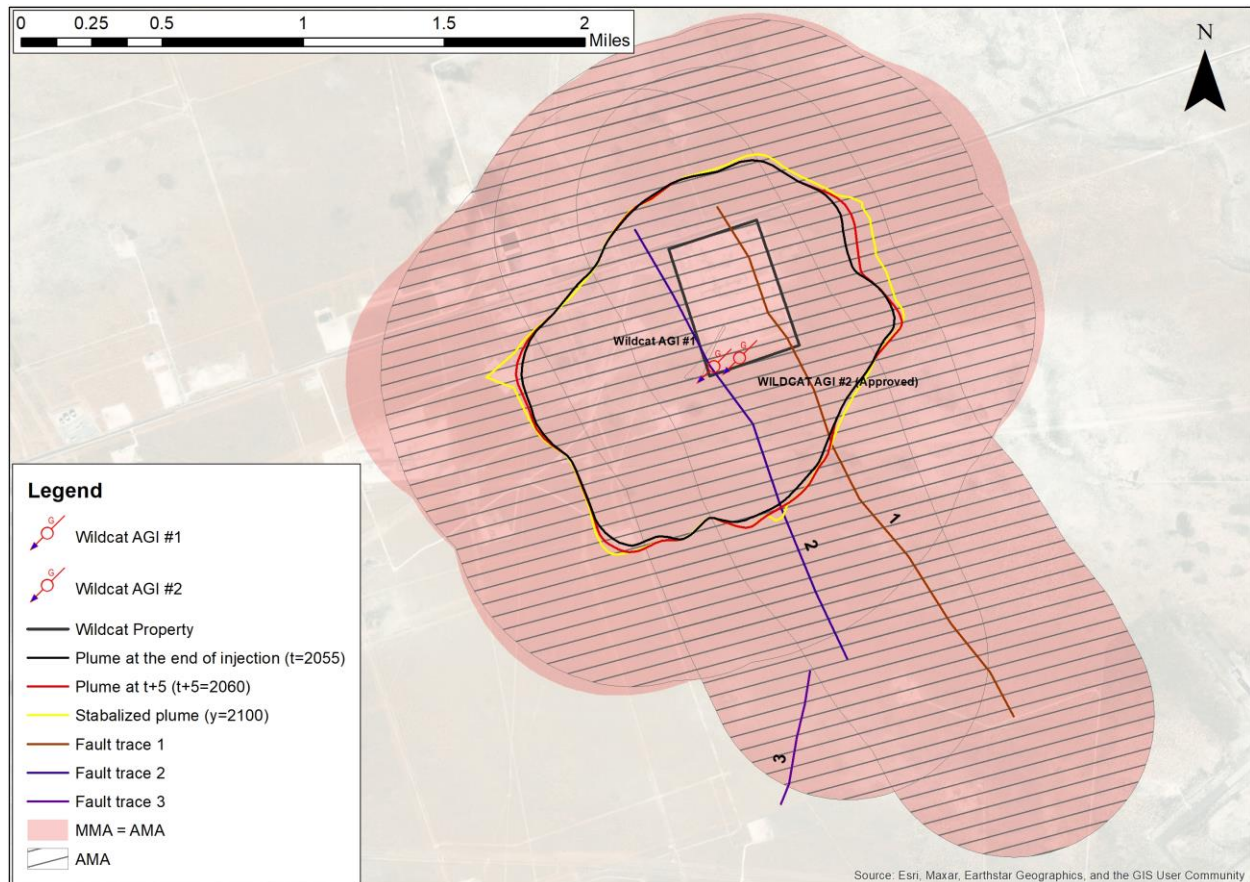 0 0.25 0.5 1 1.5 2
Miles
N
G G
Wildcat AGI #1
WILDCAT AGI #2 (Approved)
1
2
3
Legend
G
Wildcat AGI #1
G
Wildcat AGI #2
Wildcat Property
Plume at the end of injection (t=2055)
Plume at t+5 (t+5=2060)
Stabalized plume (y=2100)
Fault trace 1
Fault trace 2
Fault trace 3
MMA = AMA
AMA
Source: Esri, Maxar, Earthstar Geographics, and the GIS User Community